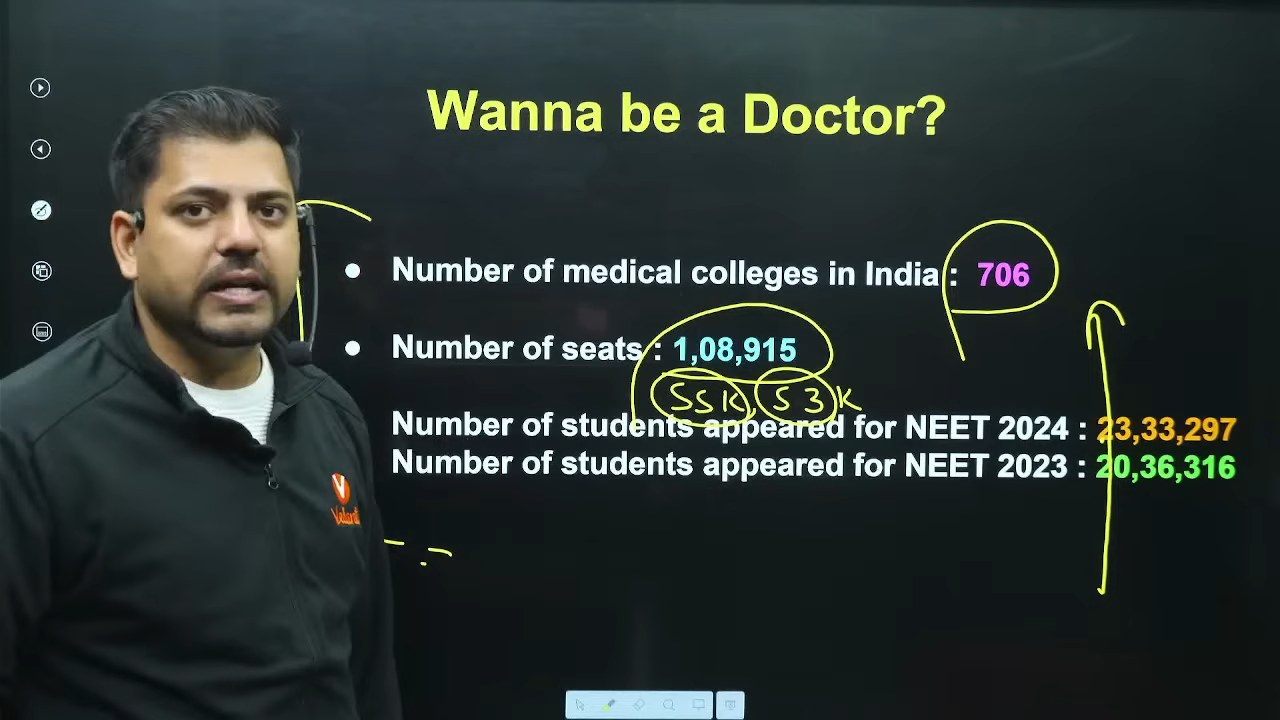 Wanna be a Doctor?
Number of medical colleges in India : 706
Number of seats : 1,08,915
55K, 53K
Number of students appeared for NEET 2024 : 23,33,297
Number of students appeared for NEET 2023 : 20,36,316